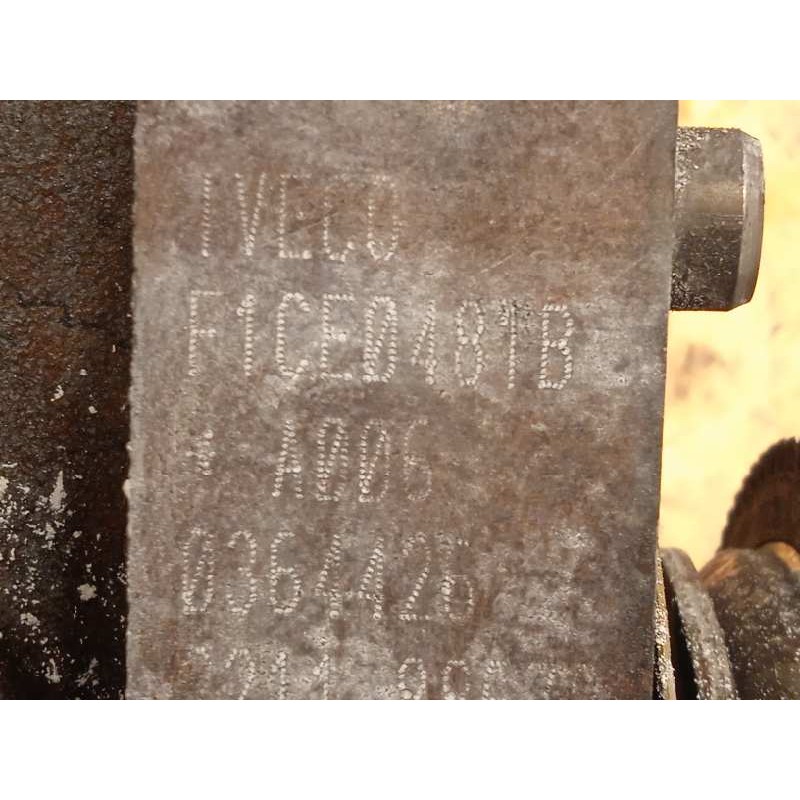 IVECO
F1CE0481B
* A006
0364426